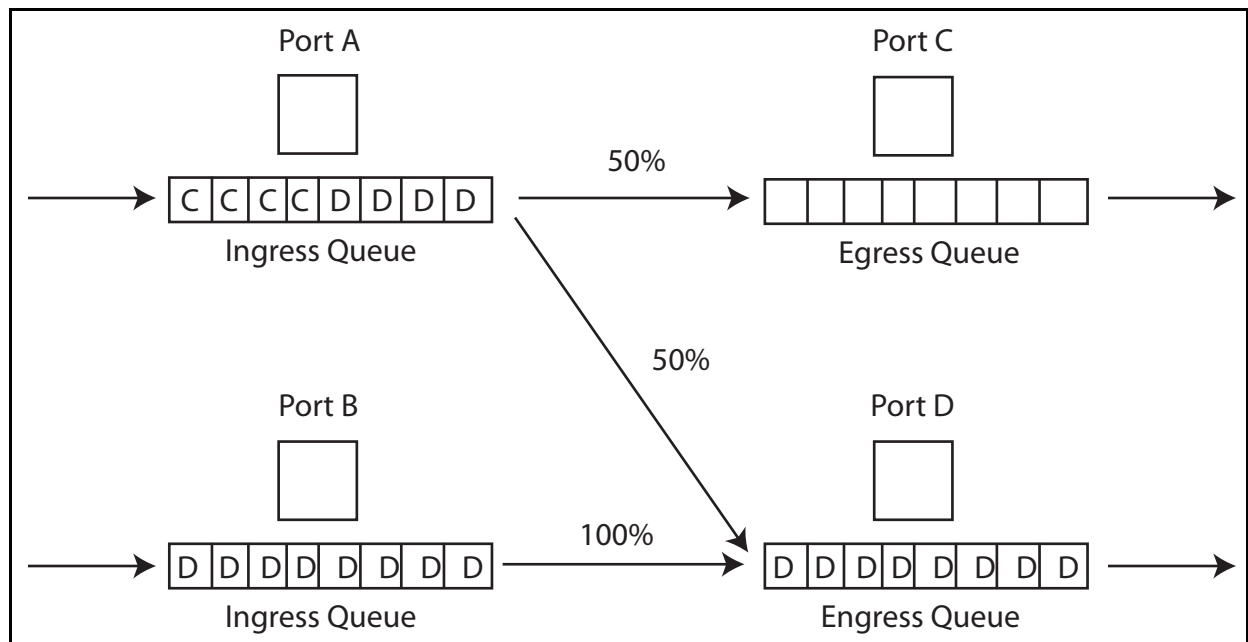 Port A
Port C
50%
C C C C D D D D
Ingress Queue
Egress Queue
50%
Port B
Port D
100%
D D D D D D D D
D D D D D D D D
Ingress Queue
Engress Queue